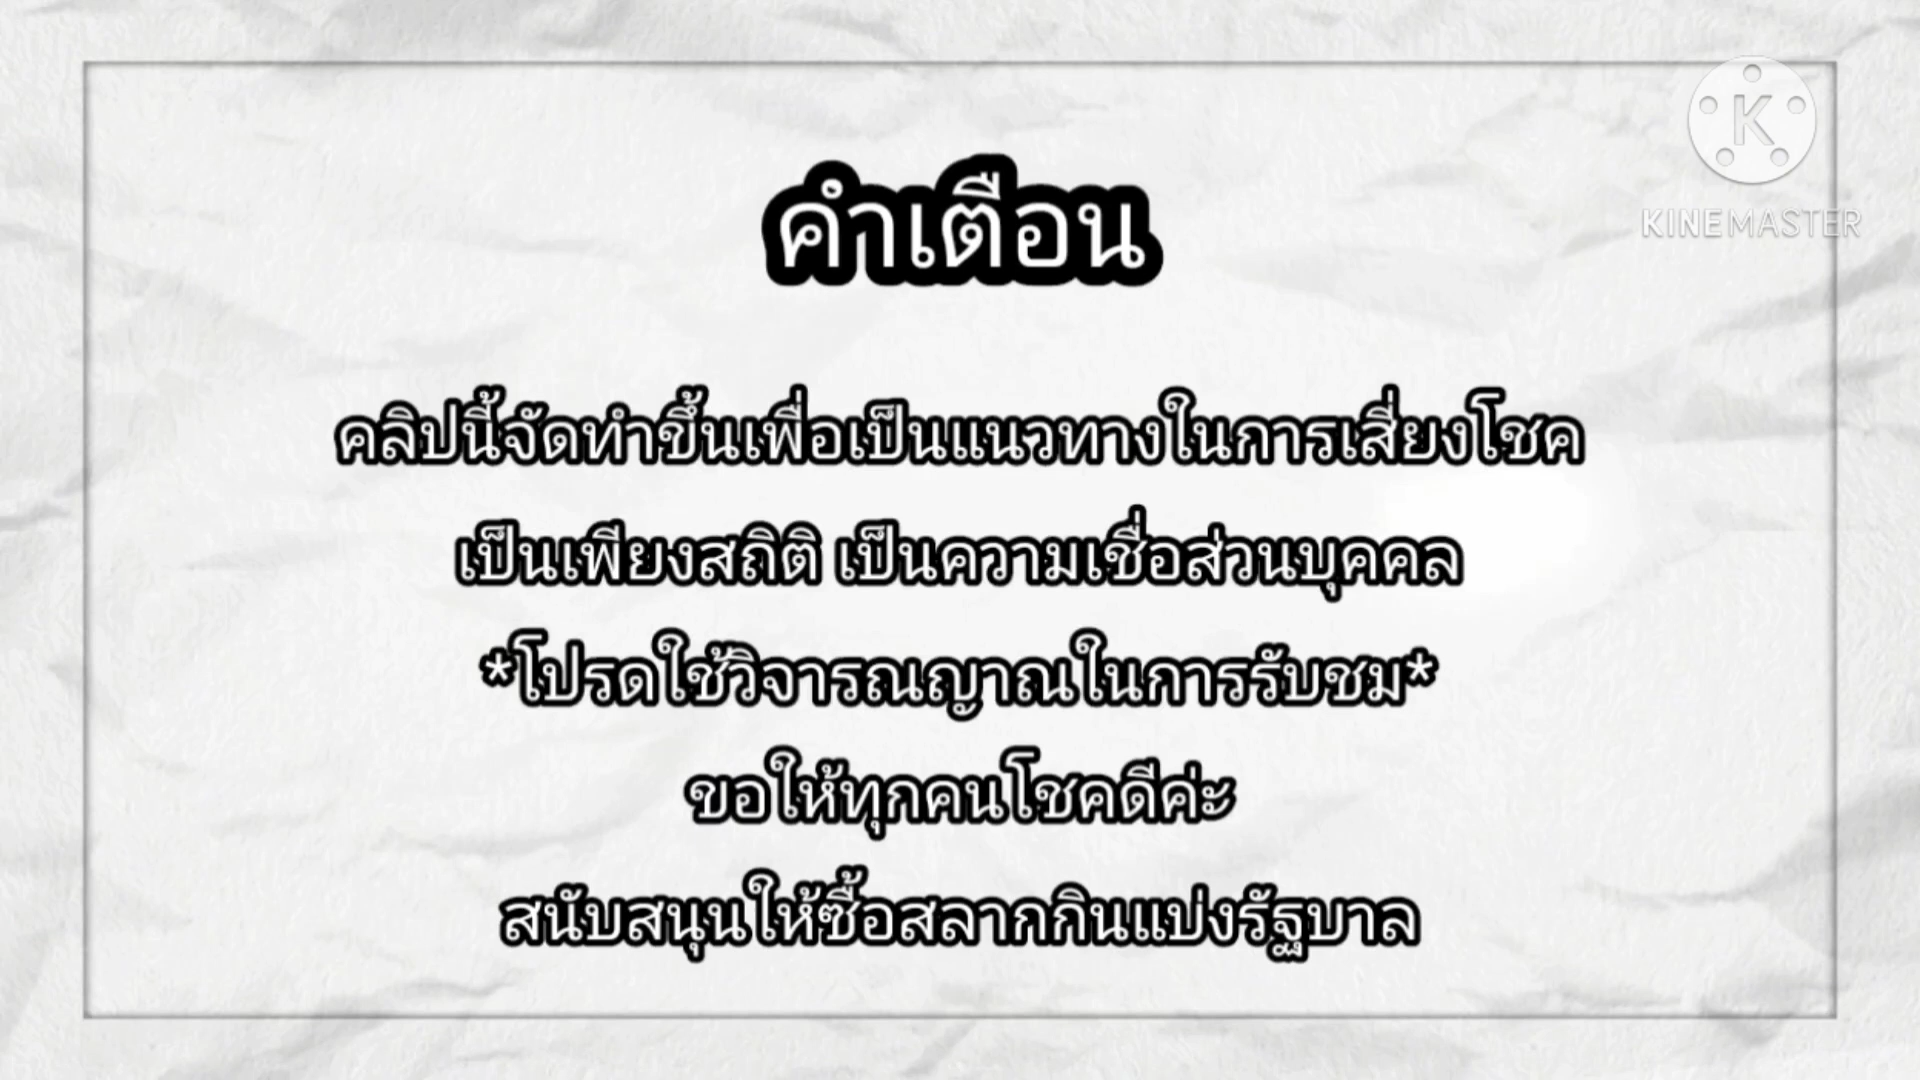 คำเตือน
KINEMASTER
คลิปนี้จัดทำขึ้นเพื่อเป็นแนวทางในการเสี่ยงโชค
เป็นเพียงสถิติ เป็นความเชื่อส่วนบุคคล
*โปรดใช้วิจารณญาณในการรับชม*
ขอให้ทุกคนโชคดีค่ะ
สนับสนุนให้ซื้อสลากกินแบ่งรัฐบาล